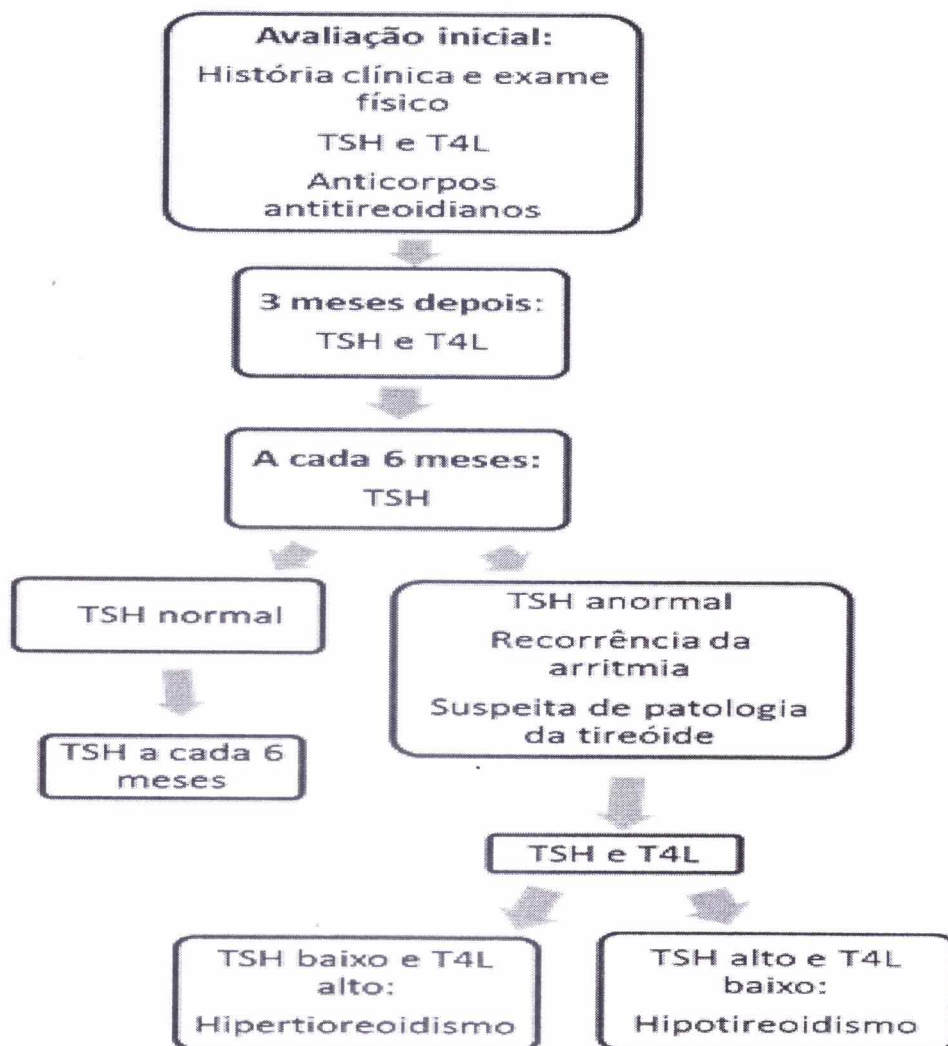 Avaliação inicial:
História clínica e exame
físico
TSH e T4L
Anticorpos
antitireoidianos
3 meses depois:
TSH e T4L
A cada 6 meses:
TSH
TSH normal
TSH a cada 6
meses
TSH anormal
Recorrência da
arritmia
Suspeita de patologia
da tireóide
TSH e T4L
TSH baixo e T4L
alto:
Hipertioreoidismo
TSH alto e T4L
baixo:
Hipotireoidismo